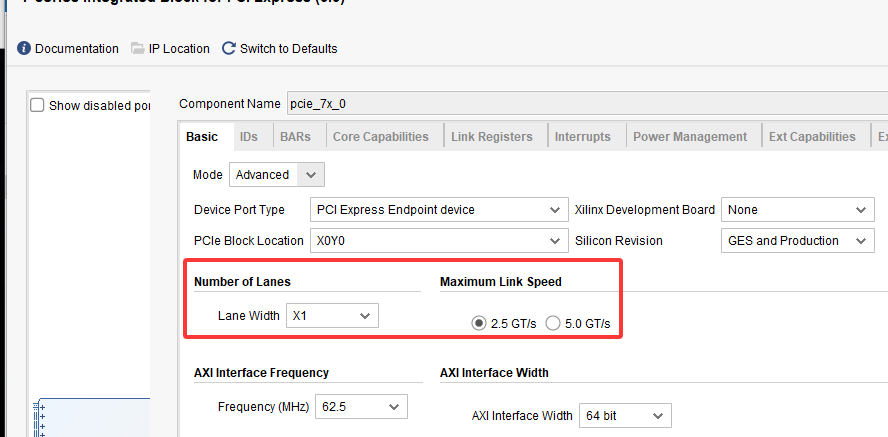 Documentation IP Location Switch to Defaults
Show disabled por
Component Name pcie_7x_0
Basic IDs BARs Core Capabilities Link Registers Interrupts Power Management Ext Capabilities
Mode Advanced
Device Port Type PCI Express Endpoint device Xilinx Development Board None
PCIe Block Location X0Y0 Silicon Revision GES and Production
Number of Lanes Maximum Link Speed
Lane Width X1 2.5 GT/s 5.0 GT/s
AXI Interface Frequency AXI Interface Width
Frequency (MHz) 62.5 AXI Interface Width 64 bit